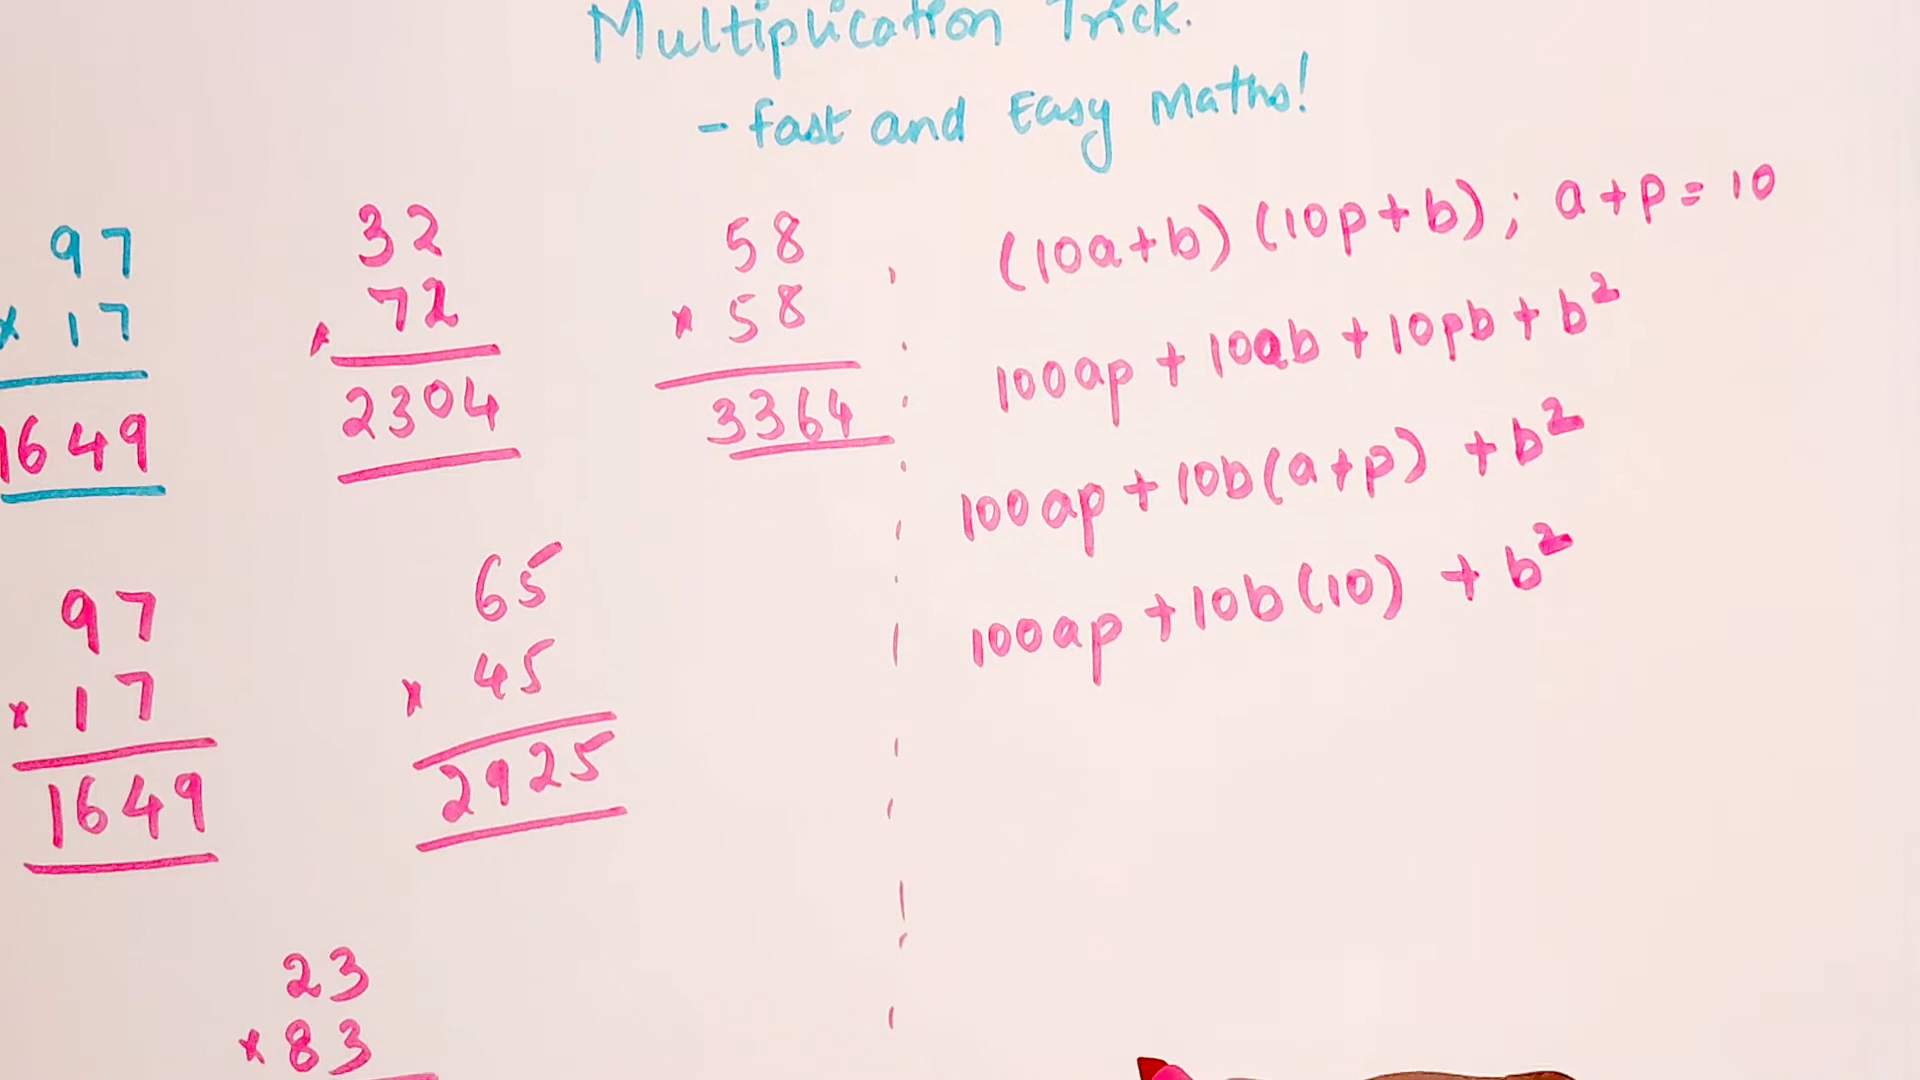 Multiplication Trick.
- fast and Easy Maths!
97
x 17
1649
32
x 72
2304
58
x 58
3364
97
x 17
1649
65
x 45
2925
23
x 83
(10a+b) (10p+b); a+p=10
100ap + 10ab + 10pb + b²
100ap + 10b(a+p) + b²
100ap + 10b(10) + b²